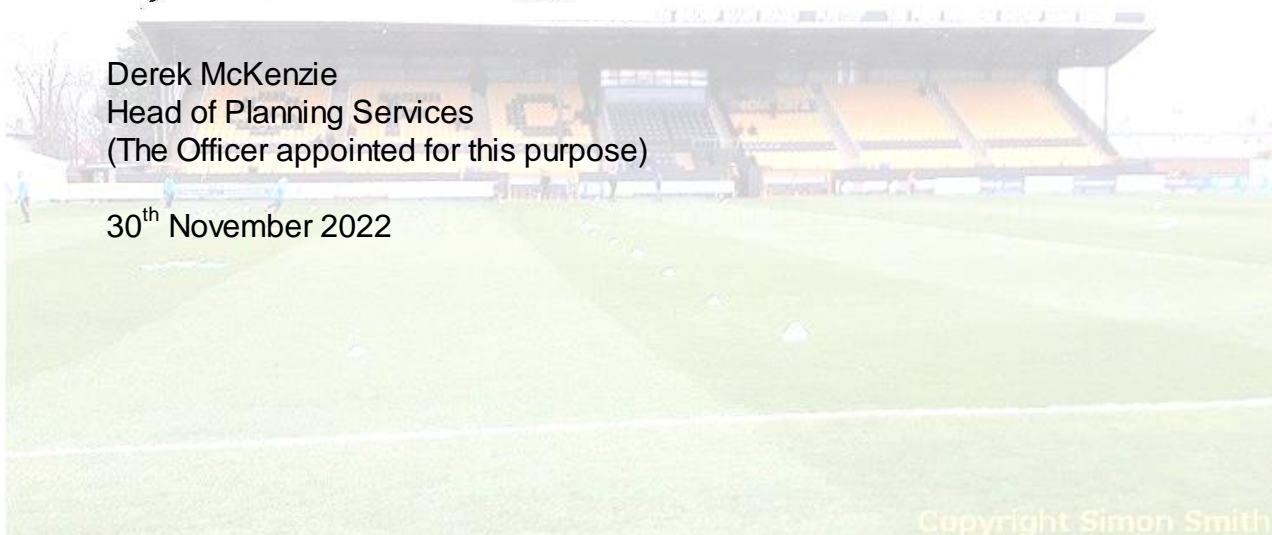 Derek McKenzie
Head of Planning Services
(The Officer appointed for this purpose)
30th November 2022
Copyright Simon Smith